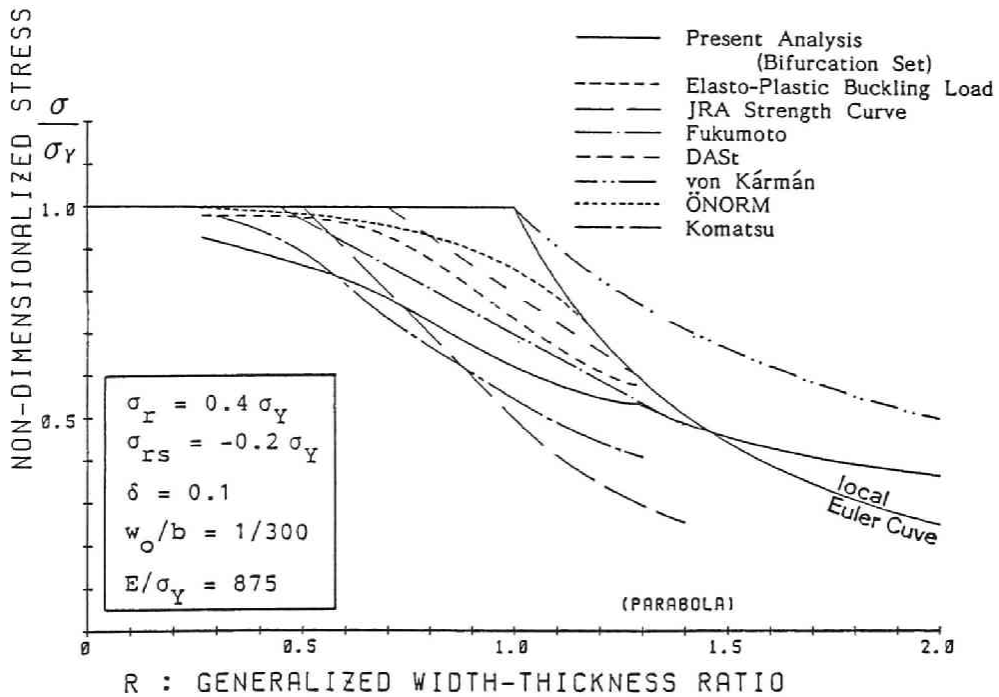 NON-DIMENSIONALIZED STRESS
σ
σY
1.0
0.5
0
0.5
1.0
1.5
2.0
Present Analysis
(Bifurcation Set)
Elasto-Plastic Buckling Load
JRA Strength Curve
Fukumoto
DASt
von Kármán
ÖNORM
Komatsu
σr = 0.4 σY
σrs = -0.2 σY
δ = 0.1
wo/b = 1/300
E/σY = 875
local
Euler Cuve
(PARABOLA)
R : GENERALIZED WIDTH-THICKNESS RATIO